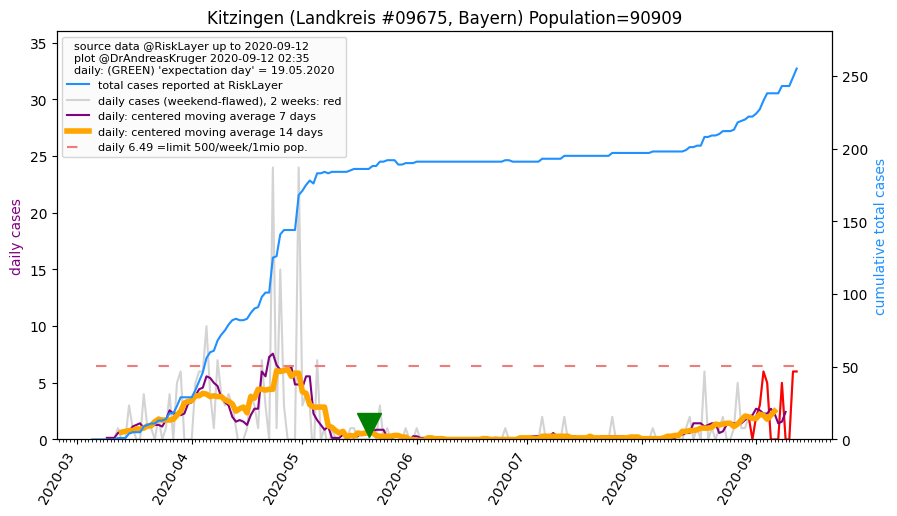 Kitzingen (Landkreis #09675, Bayern) Population=90909
source data @RiskLayer up to 2020-09-12
plot @DrAndreasKruger 2020-09-12 02:35
daily: (GREEN) 'expectation day' = 19.05.2020
total cases reported at RiskLayer
daily cases (weekend-flawed), 2 weeks: red
daily: centered moving average 7 days
daily: centered moving average 14 days
daily 6.49 =limit 500/week/1mio pop.
daily cases
35
30
25
20
15
10
5
0
cumulative total cases
250
200
150
100
50
0
2020-03
2020-04
2020-05
2020-06
2020-07
2020-08
2020-09